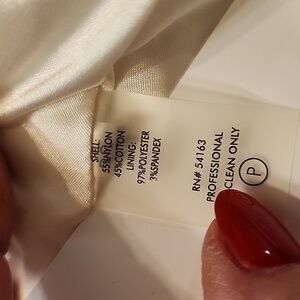 SHELL:
55%NYLON
45%COTTON
LINING:
97%POLYESTER
3%SPANDEX
RN# 54163
PROFESSIONAL
CLEAN ONLY
P